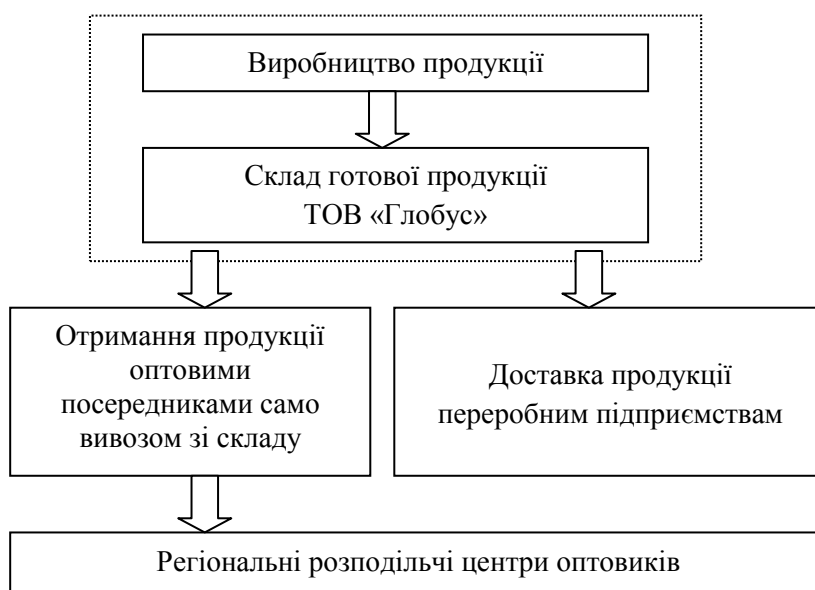 Виробництво продукції
Склад готової продукції
ТОВ «Глобус»
Отримання продукції
оптовими
посередниками само
вивозом зі складу
Доставка продукції
переробним підприємствам
Регіональні розподільчі центри оптовиків